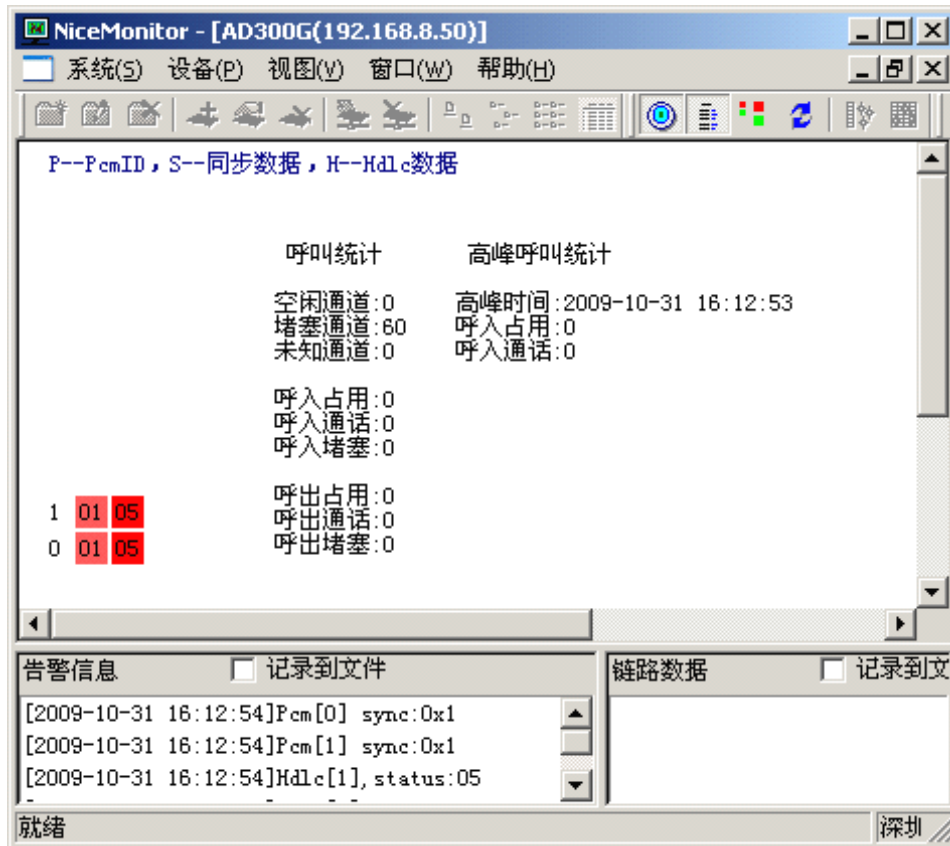 NiceMonitor - [AD300G(192.168.8.50)]
系统(S) 设备(P) 视图(V) 窗口(W) 帮助(H)
P--PcmID，S--同步数据，H--Hdlc数据
呼叫统计 高峰呼叫统计
空闲通道:0 高峰时间:2009-10-31 16:12:53
堵塞通道:60 呼入占用:0
未知通道:0 呼入通话:0
呼入占用:0
呼入通话:0
呼入堵塞:0
呼出占用:0
1 01 05 呼出通话:0
0 01 05 呼出堵塞:0
告警信息 记录到文件 链路数据 记录到文
[2009-10-31 16:12:54]Pcm[0] sync:0x1
[2009-10-31 16:12:54]Pcm[1] sync:0x1
[2009-10-31 16:12:54]Hdlc[1],status:05
就绪 深圳